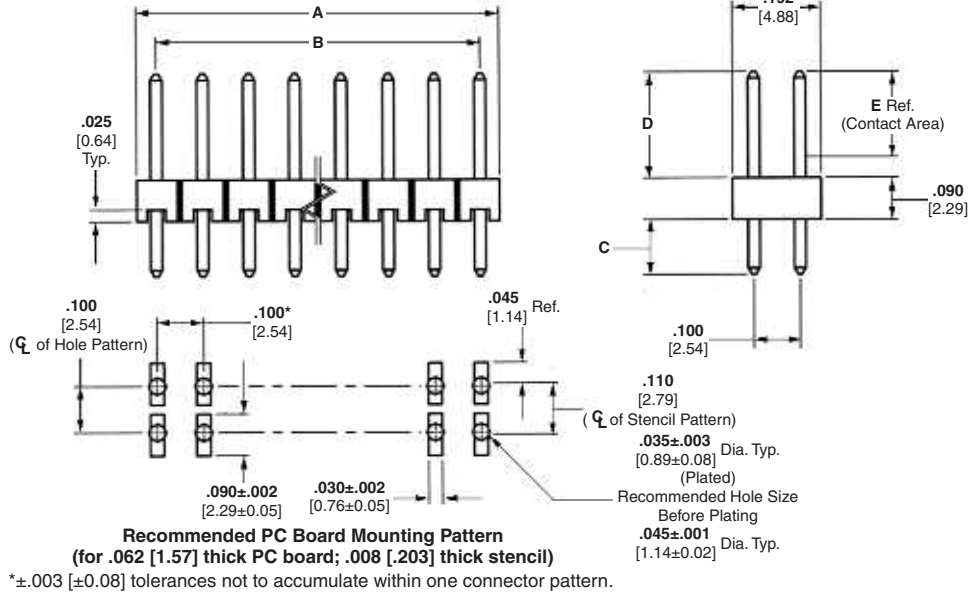 A
B
.025
[0.64]
Typ.
[4.88]
D
E Ref.
(Contact Area)
.090
[2.29]
C
.100
[2.54]
(℄ of Hole Pattern)
.100*
[2.54]
.045
[1.14] Ref.
.100
[2.54]
.110
[2.79]
(℄ of Stencil Pattern)
.035±.003
[0.89±0.08] Dia. Typ.
(Plated)
Recommended Hole Size
Before Plating
.045±.001
[1.14±0.02] Dia. Typ.
.090±.002
[2.29±0.05]
.030±.002
[0.76±0.05]
Recommended PC Board Mounting Pattern
(for .062 [1.57] thick PC board; .008 [.203] thick stencil)
*±.003 [±0.08] tolerances not to accumulate within one connector pattern.